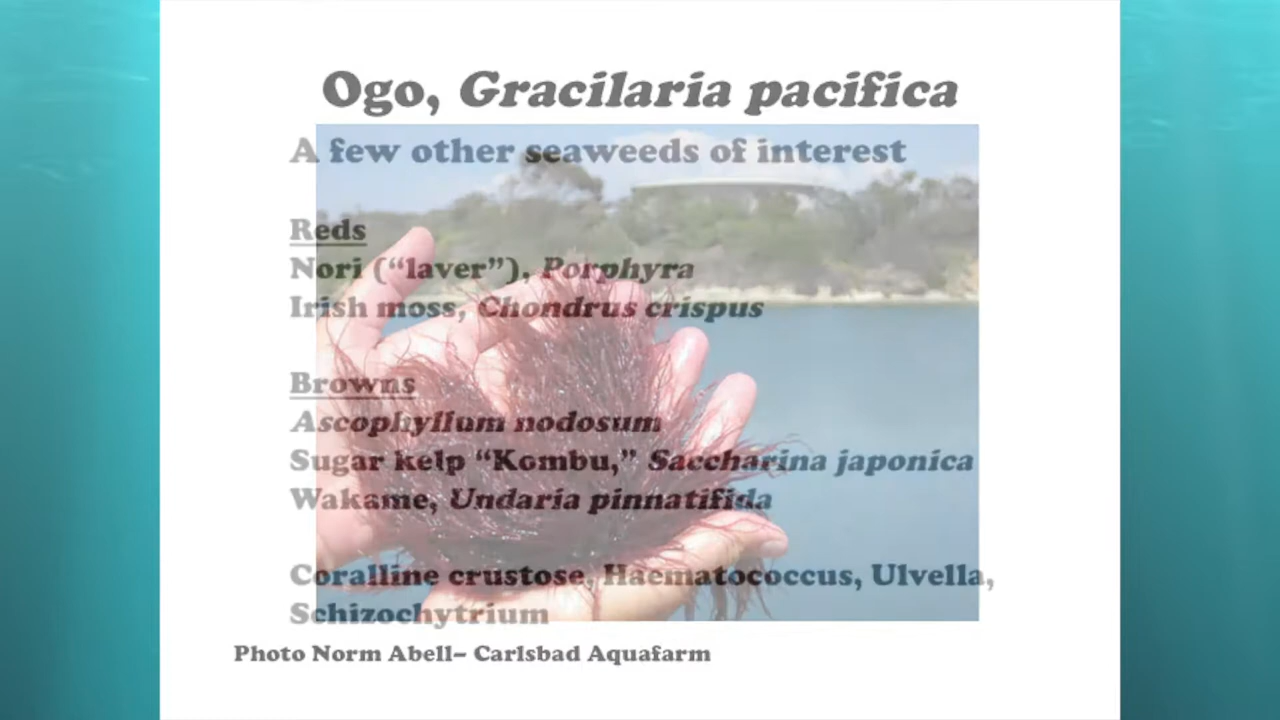 Ogo, Gracilaria pacifica
A few other seaweeds of interest
Reds
Nori (“laver”), Porphyra
Irish moss, Chondrus crispus
Browns
Ascophyllum nodosum
Sugar kelp “Kombu,” Saccharina japonica
Wakame, Undaria pinnatifida
Coralline crustose, Haematococcus, Ulvella,
Schizochytrium
Photo Norm Abell– Carlsbad Aquafarm